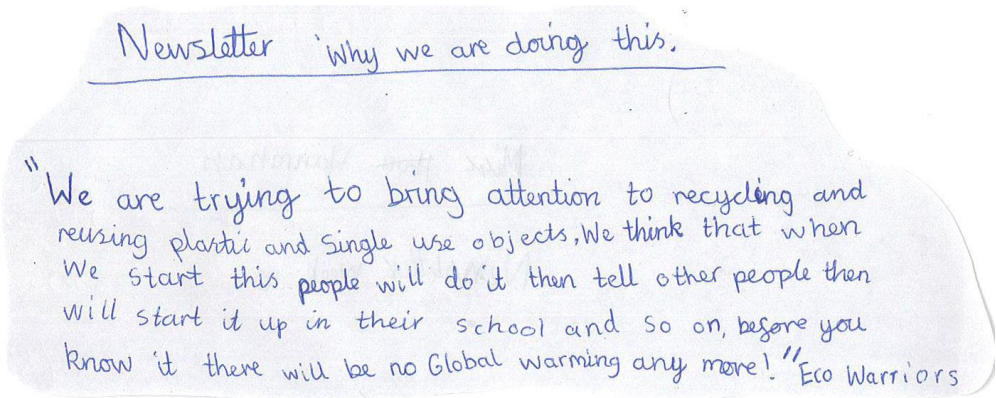 Newsletter 'Why we are doing this.
"We are trying to bring attention to recycling and
reusing plastic and single use objects, We think that when
We start this people will do it then tell other people then
will start it up in their school and so on, before you
know it there will be no Global warming any more!" Eco Warriors